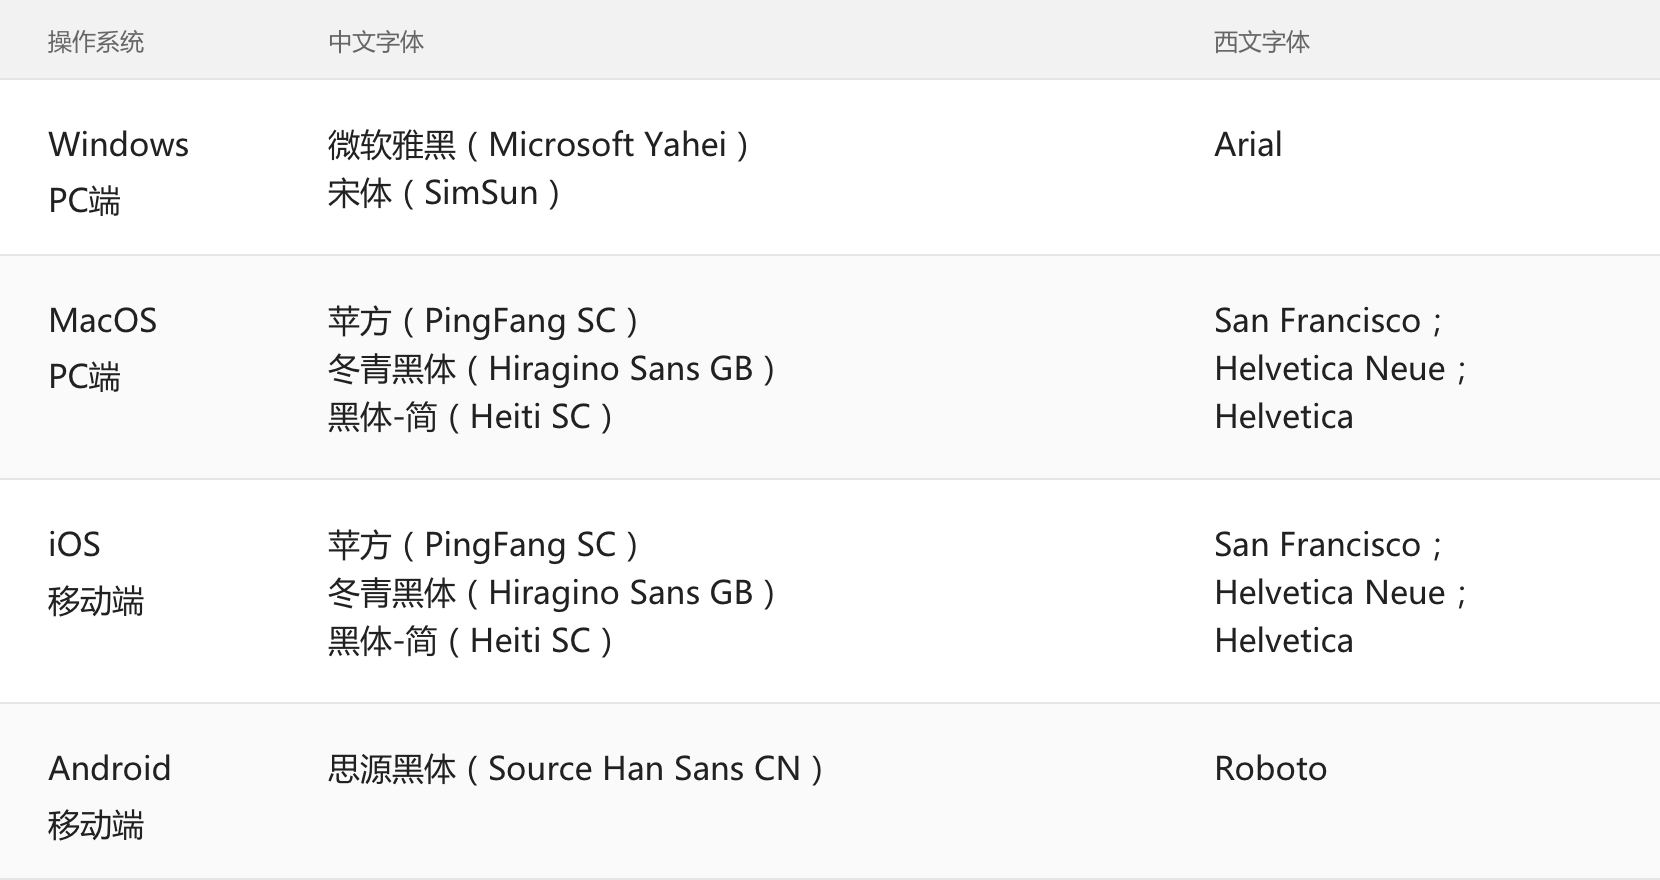 操作系统 中文字体 西文字体
Windows 微软雅黑（Microsoft Yahei） Arial
PC端 宋体（SimSun）
MacOS 苹方（PingFang SC） San Francisco；
PC端 冬青黑体（Hiragino Sans GB） Helvetica Neue；
黑体-简（Heiti SC） Helvetica
iOS 苹方（PingFang SC） San Francisco；
移动端 冬青黑体（Hiragino Sans GB） Helvetica Neue；
黑体-简（Heiti SC） Helvetica
Android 思源黑体（Source Han Sans CN） Roboto
移动端